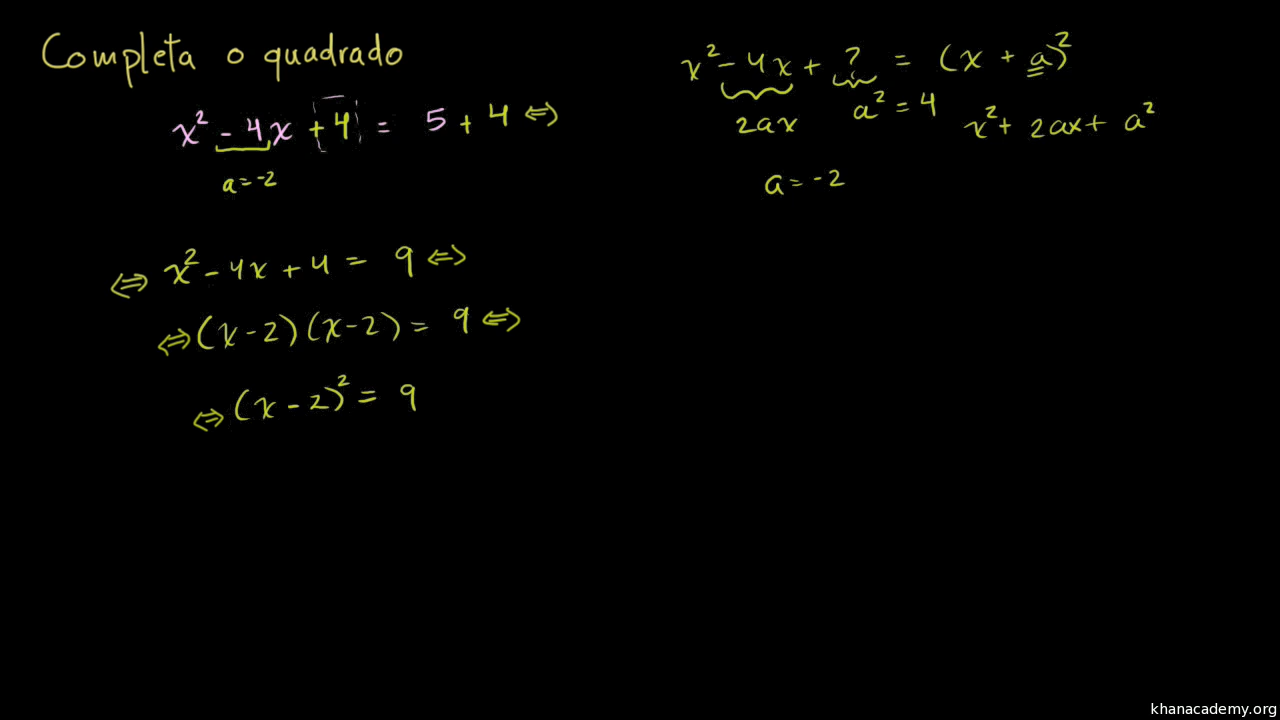 Completa o quadrado
x² - 4x + 4 = 5 + 4 ⇔
a = -2
⇔ x² - 4x + 4 = 9 ⇔
⇔ (x - 2)(x - 2) = 9 ⇔
⇔ (x - 2)² = 9
x² - 4x + ? = (x + a)²
2ax
a² = 4
x² + 2ax + a²
a = -2
khanacademy.org